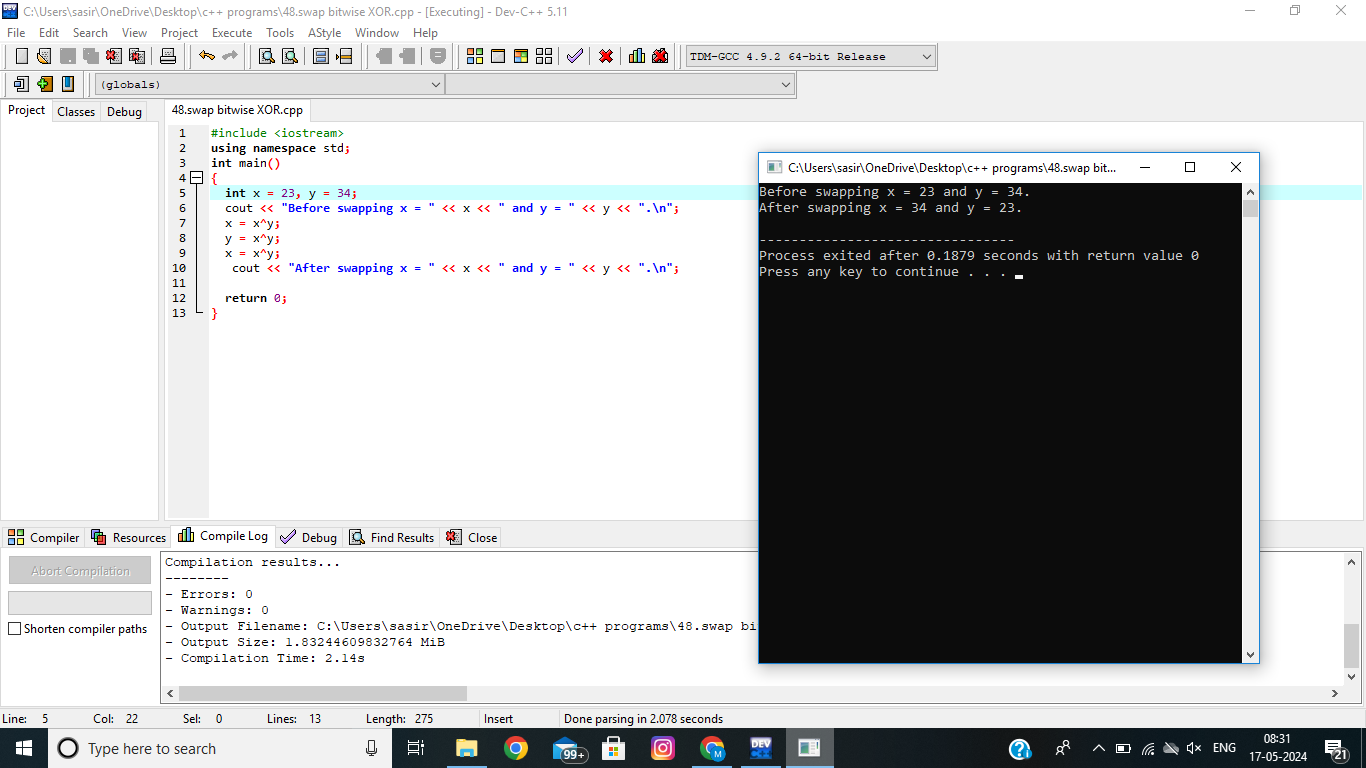 C:\Users\sasir\OneDrive\Desktop\c++ programs\48.swap bitwise XOR.cpp - [Executing] - Dev-C++ 5.11
File Edit Search View Project Execute Tools AStyle Window Help
TDM-GCC 4.9.2 64-bit Release
(globals)
Project Classes Debug
48.swap bitwise XOR.cpp
1 #include <iostream>
2 using namespace std;
3 int main()
4 {
5 int x = 23, y = 34;
6 cout << "Before swapping x = " << x << " and y = " << y << ".\n";
7 x = x^y;
8 y = x^y;
9 x = x^y;
10 cout << "After swapping x = " << x << " and y = " << y << ".\n";
11
12 return 0;
13 }
C:\Users\sasir\OneDrive\Desktop\c++ programs\48.swap bit...
Before swapping x = 23 and y = 34.
After swapping x = 34 and y = 23.
--------------------------------
Process exited after 0.1879 seconds with return value 0
Press any key to continue . . .
Compiler Resources Compile Log Debug Find Results Close
Abort Compilation
Shorten compiler paths
Compilation results...
--------
- Errors: 0
- Warnings: 0
- Output Filename: C:\Users\sasir\OneDrive\Desktop\c++ programs\48.swap bi
- Output Size: 1.83244609832764 MiB
- Compilation Time: 2.14s
Line: 5 Col: 22 Sel: 0 Lines: 13 Length: 275 Insert Done parsing in 2.078 seconds
Type here to search
99+
M
DEV
ENG
08:31
17-05-2024
21